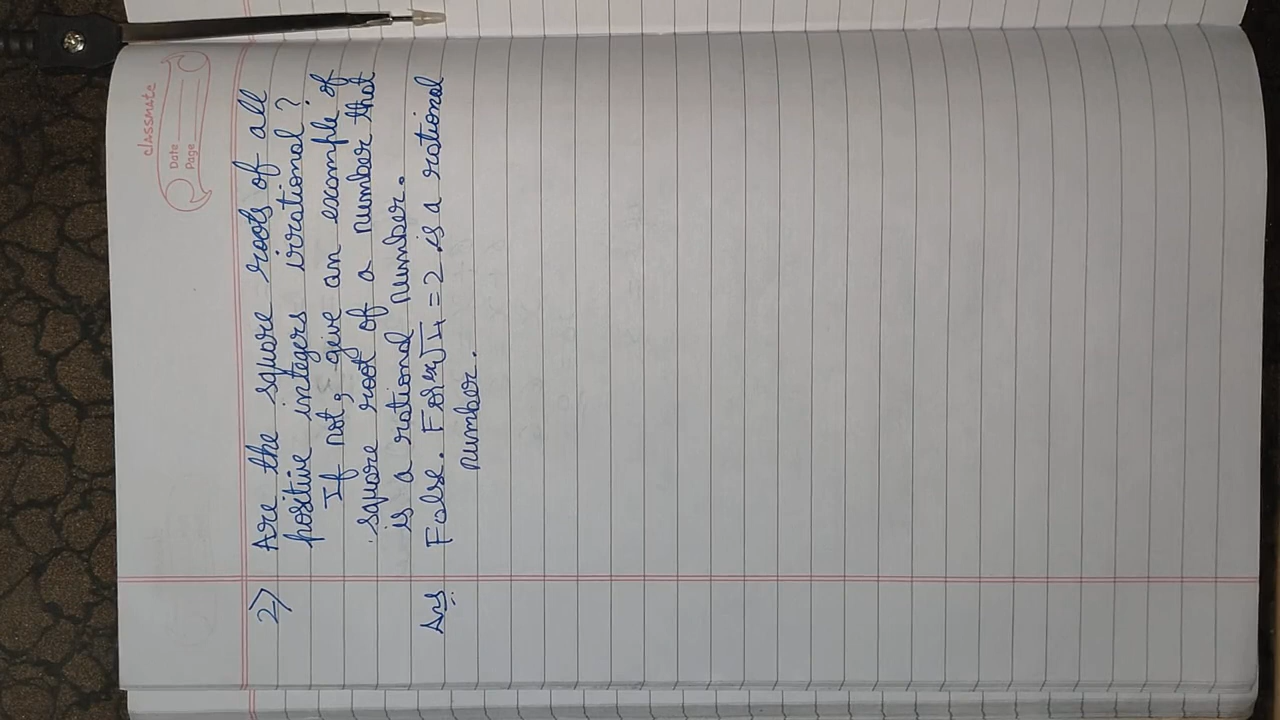 classmate
Date
Page
2) Are the square roots of all
positive integers irrational ?
If not, give an example of
square root of a number that
is a rational number.
Ans False. For √4 = 2 is a rational
number.